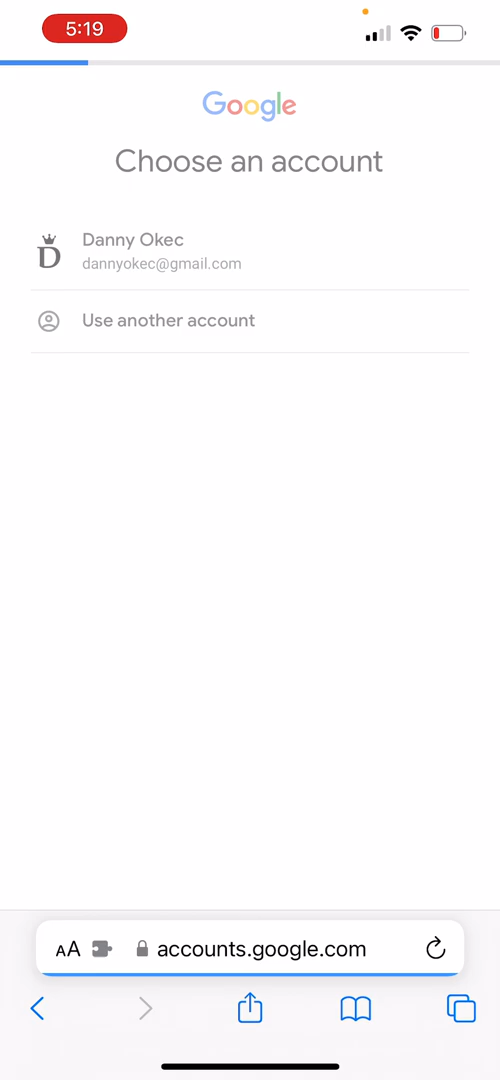 5:19
Google
Choose an account
D
Danny Okec
dannyokec@gmail.com
Use another account
AA accounts.google.com